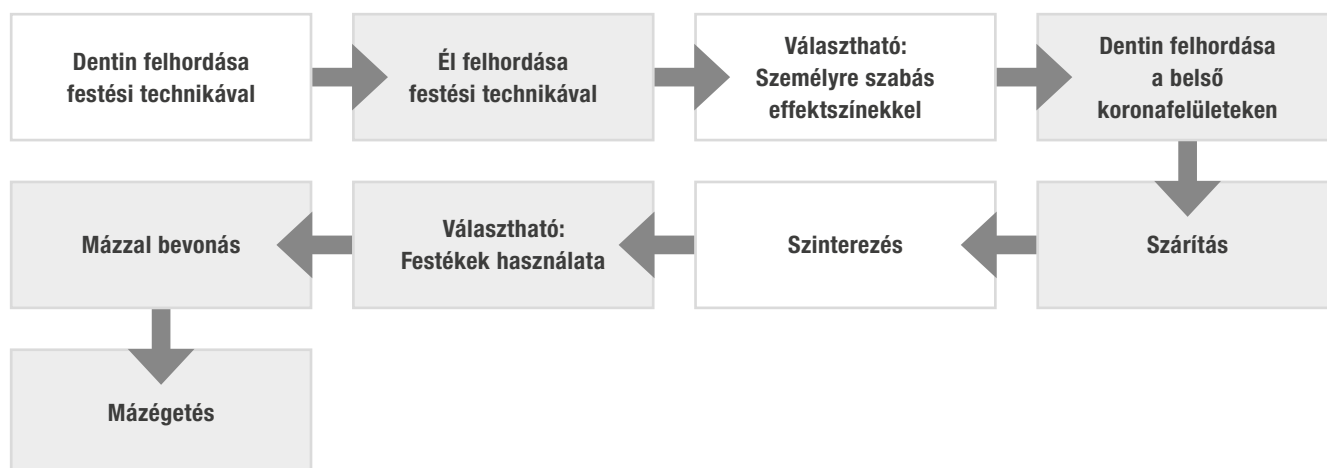 Dentin felhordása
festési technikával
Él felhordása
festési technikával
Választható:
Személyre szabás
effektszínekkel
Dentin felhordása
a belső
koronafelületeken
Szárítás
Szinterezés
Választható:
Festékek használata
Mázzal bevonás
Mázégetés